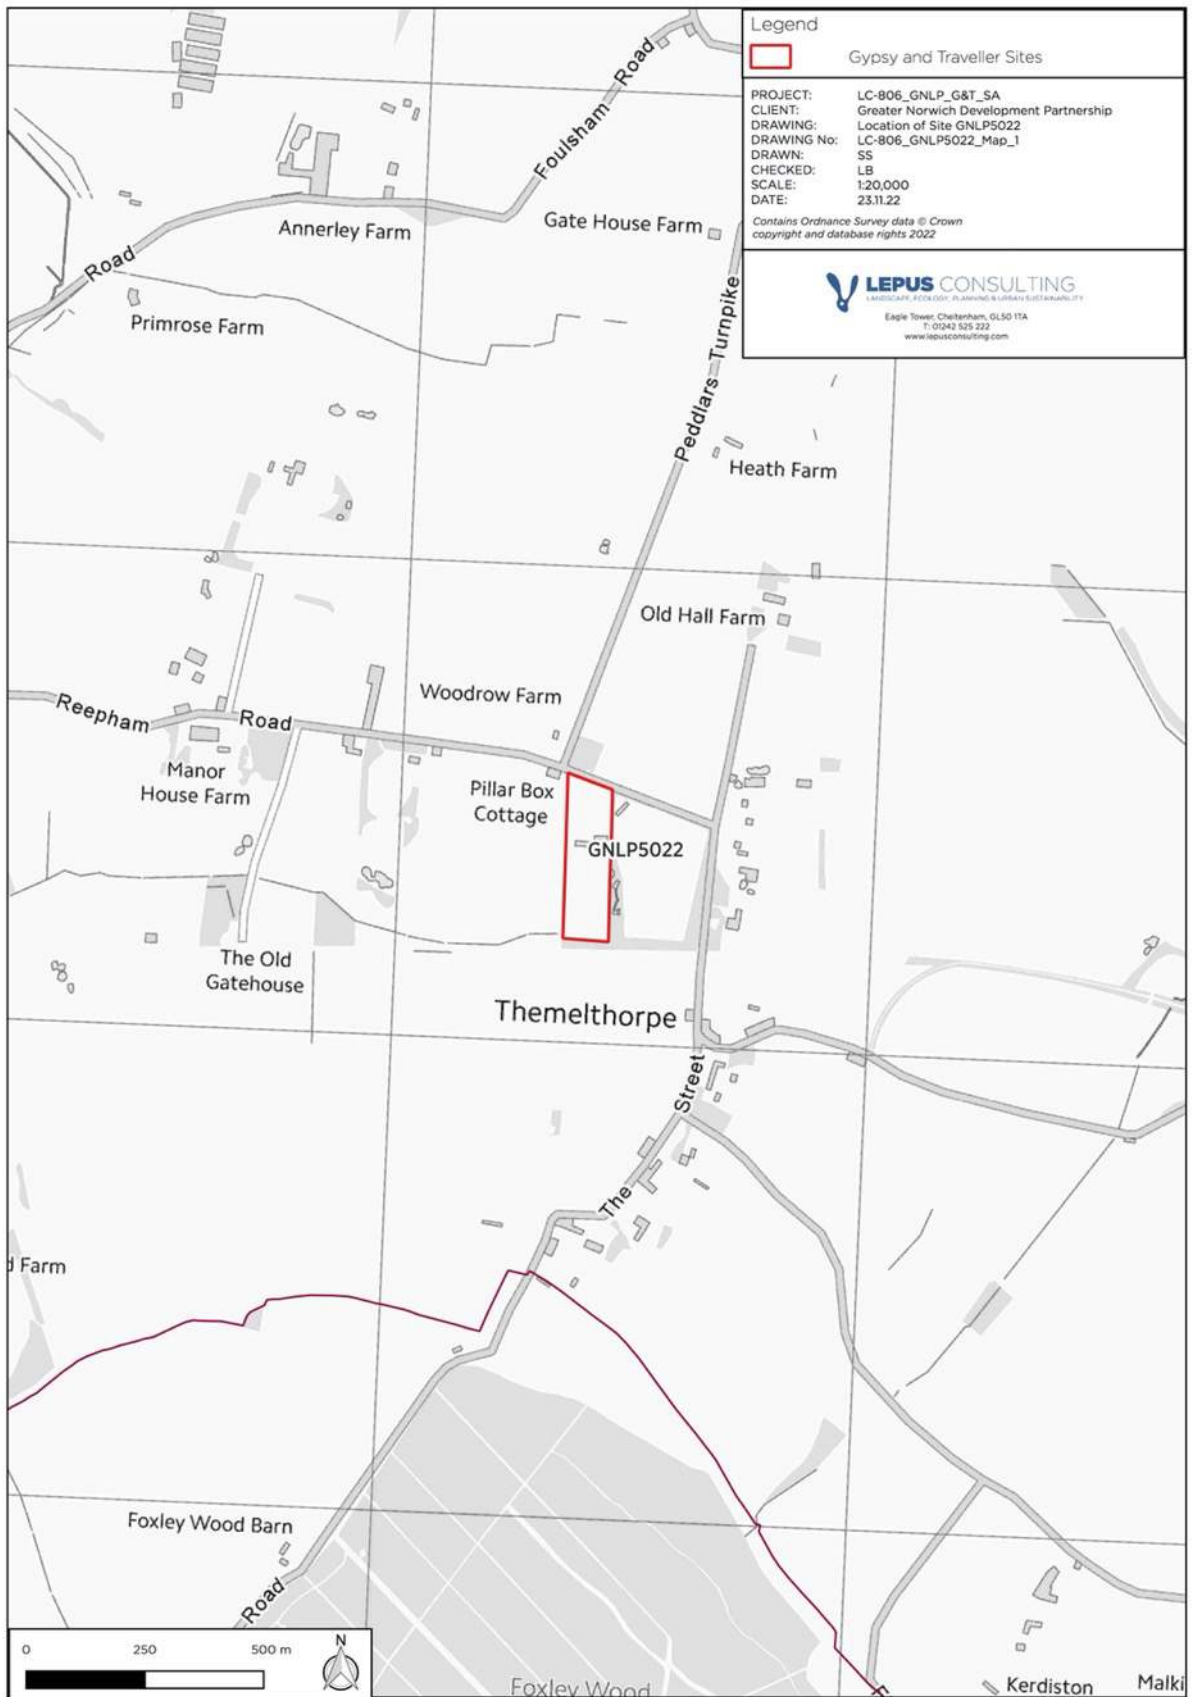 Legend
Gypsy and Traveller Sites
PROJECT: LC-806_GNLP_G&T_SA
CLIENT: Greater Norwich Development Partnership
DRAWING: Location of Site GNLP5022
DRAWING No: LC-806_GNLP5022_Map_1
DRAWN: SS
CHECKED: LB
SCALE: 1:20,000
DATE: 23.11.22
Contains Ordnance Survey data © Crown
copyright and database rights 2022
LEPUS CONSULTING
LANDSCAPE, ECOLOGY, PLANNING & URBAN SUSTAINABILITY
Eagle Tower, Cheltenham, GL50 1TA
T: 01242 525 222
www.lepusconsulting.com
Foulsham Road
Gate House Farm
Annerley Farm
Road
Primrose Farm
Peddlars Turnpike
Heath Farm
Old Hall Farm
Woodrow Farm
Reepham Road
Manor
House Farm
Pillar Box
Cottage
GNLP5022
The Old
Gatehouse
Themelthorpe
The Street
d Farm
Foxley Wood Barn
Road
Foxley Wood
Kerdiston
Malki
0 250 500 m
N